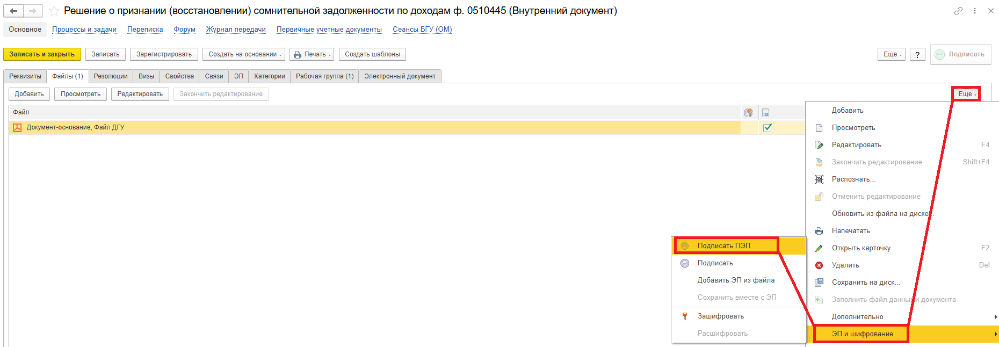 Решение о признании (восстановлении) сомнительной задолженности по доходам ф. 0510445 (Внутренний документ)
Основное Процессы и задачи Переписка Форум Журнал передачи Первичные учетные документы Сеансы БГУ (ОМ)
Записать и закрыть Записать Зарегистрировать Создать на основании Печать Создать шаблоны Еще ? Подписать
Реквизиты Файлы (1) Резолюции Визы Свойства Связи ЭП Категории Рабочая группа (1) Электронный документ
Добавить Просмотреть Редактировать Закончить редактирование Еще
Файл
Документ-основание, Файл ДГУ
Добавить
Просмотреть
Редактировать F4
Закончить редактирование Shift+F4
Распознать...
Отменить редактирование
Обновить из файла на диске...
Напечатать
Открыть карточку F2
Удалить Del
Сохранить на диск...
Заполнить файл данными документа
Дополнительно
ЭП и шифрование
Подписать ПЭП
Подписать
Добавить ЭП из файла
Сохранить вместе с ЭП
Зашифровать
Расшифровать